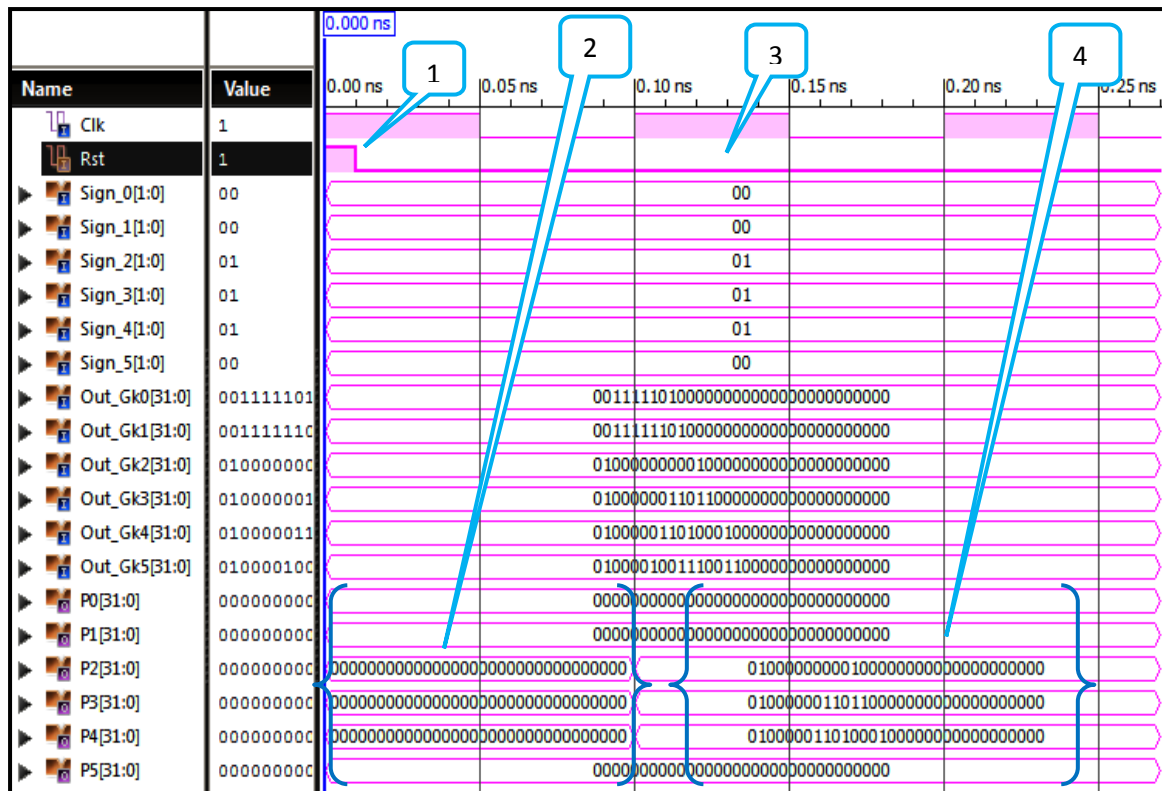 0.000 ns
1
2
3
4
Name Value 0.00 ns 0.05 ns 0.10 ns 0.15 ns 0.20 ns 0.25 ns
Clk 1
Rst 1
Sign_0[1:0] 00 00
Sign_1[1:0] 00 00
Sign_2[1:0] 01 01
Sign_3[1:0] 01 01
Sign_4[1:0] 01 01
Sign_5[1:0] 00 00
Out_Gk0[31:0] 001111101 00111110100000000000000000000000
Out_Gk1[31:0] 001111110 00111111010000000000000000000000
Out_Gk2[31:0] 010000000 01000000000100000000000000000000
Out_Gk3[31:0] 010000001 01000000110110000000000000000000
Out_Gk4[31:0] 010000011 01000001101000100000000000000000
Out_Gk5[31:0] 010000100 01000010011100110000000000000000
P0[31:0] 000000000 00000000000000000000000000000000
P1[31:0] 000000000 00000000000000000000000000000000
P2[31:0] 000000000 00000000000000000000000000000000 01000000000100000000000000000000
P3[31:0] 000000000 00000000000000000000000000000000 01000000110110000000000000000000
P4[31:0] 000000000 00000000000000000000000000000000 01000001101000100000000000000000
P5[31:0] 000000000 00000000000000000000000000000000